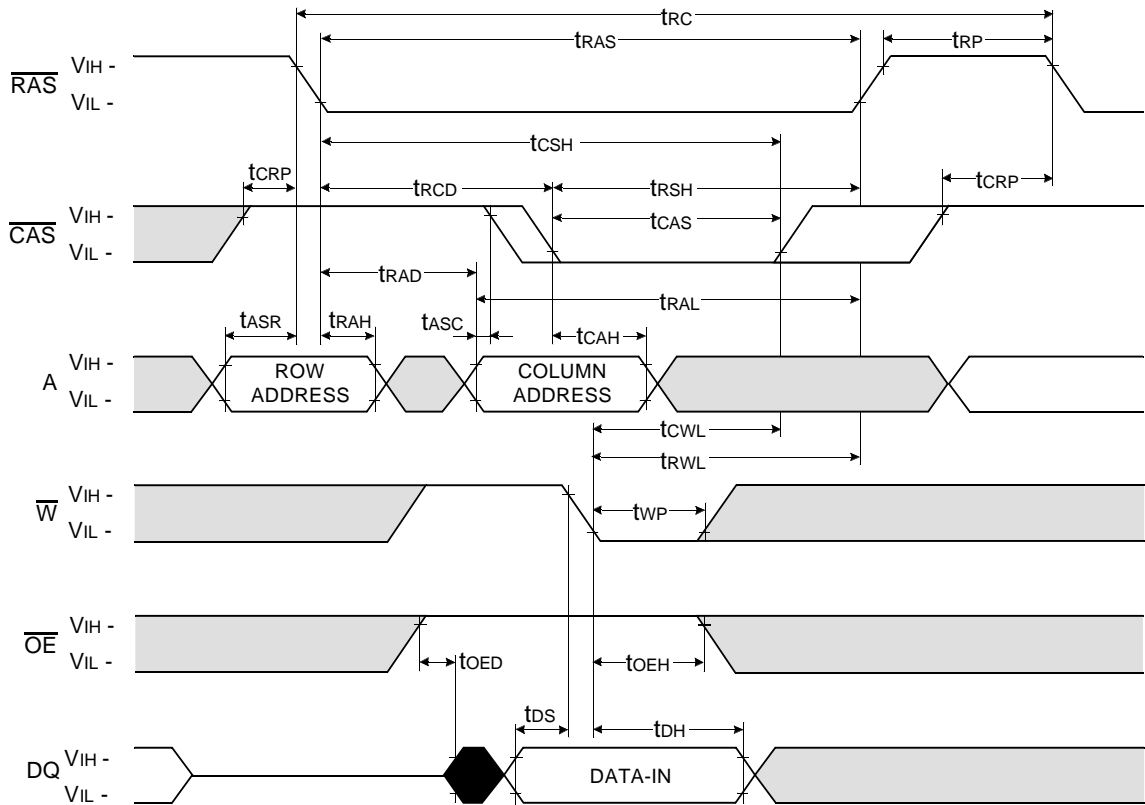 tRC
tRAS
tRP
RAS
VIH -
VIL -
tCSH
tCRP
tRCD
tRSH
tCRP
CAS
VIH -
VIL -
tCAS
tRAD
tRAL
tASR
tRAH
tASC
tCAH
A
VIH -
VIL -
ROW
ADDRESS
COLUMN
ADDRESS
tCWL
tRWL
W
VIH -
VIL -
tWP
OE
VIH -
VIL -
tOED
tOEH
tDS
tDH
DQ
VIH -
VIL -
DATA-IN